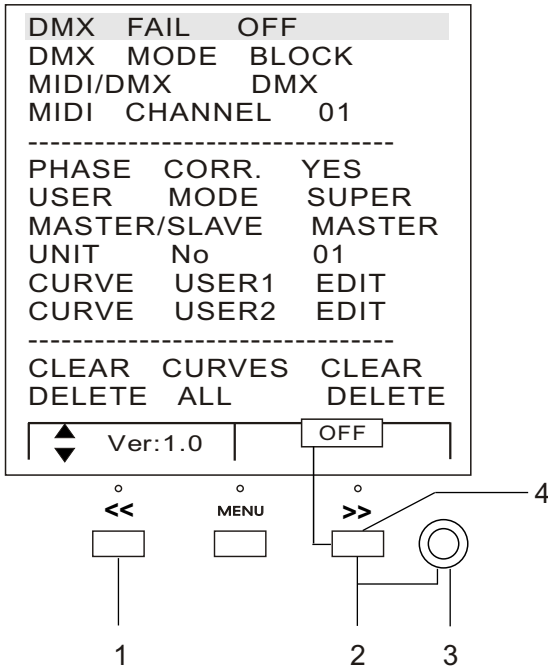 DMX FAIL OFF
DMX MODE BLOCK
MIDI/DMX DMX
MIDI CHANNEL 01
---------------------------------
PHASE CORR. YES
USER MODE SUPER
MASTER/SLAVE MASTER
UNIT No 01
CURVE USER1 EDIT
CURVE USER2 EDIT
---------------------------------
CLEAR CURVES CLEAR
DELETE ALL DELETE
Ver:1.0 OFF
<< MENU >> 4
1 2 3